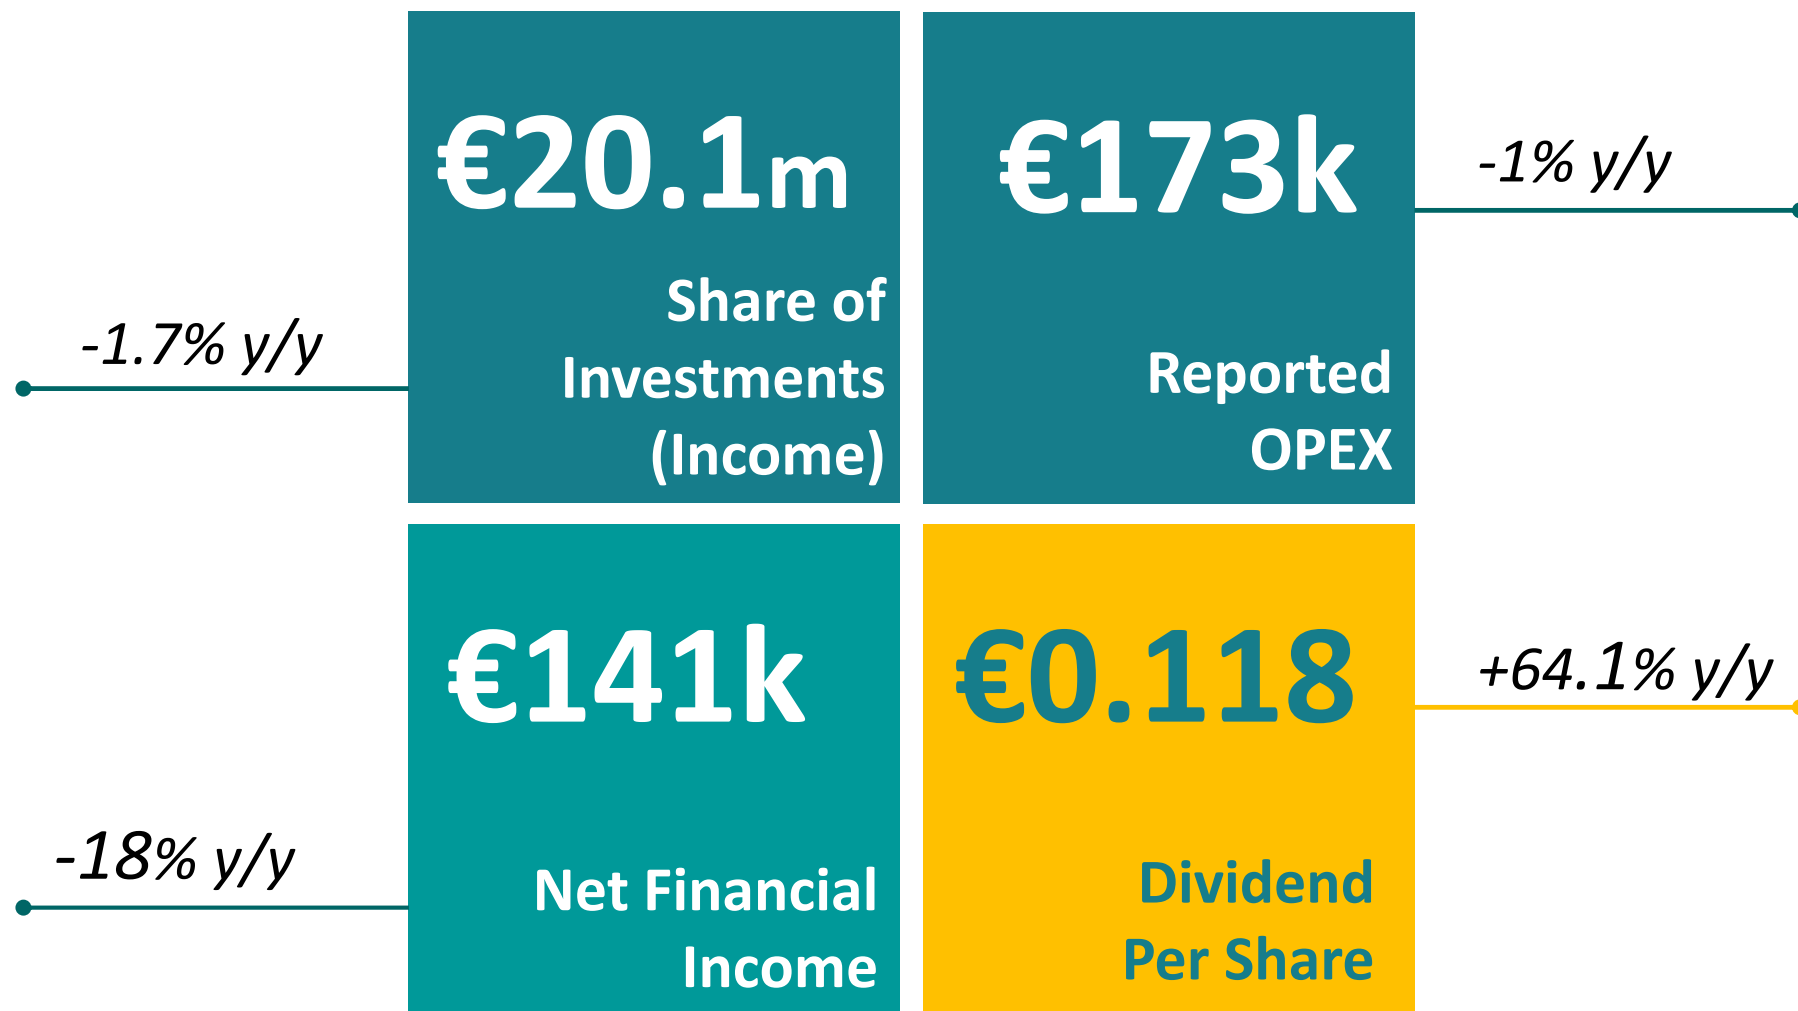 €20.1m
Share of
Investments
(Income)
-1.7% y/y
€173k
Reported
OPEX
-1% y/y
€141k
Net Financial
Income
-18% y/y
€0.118
Dividend
Per Share
+64.1% y/y